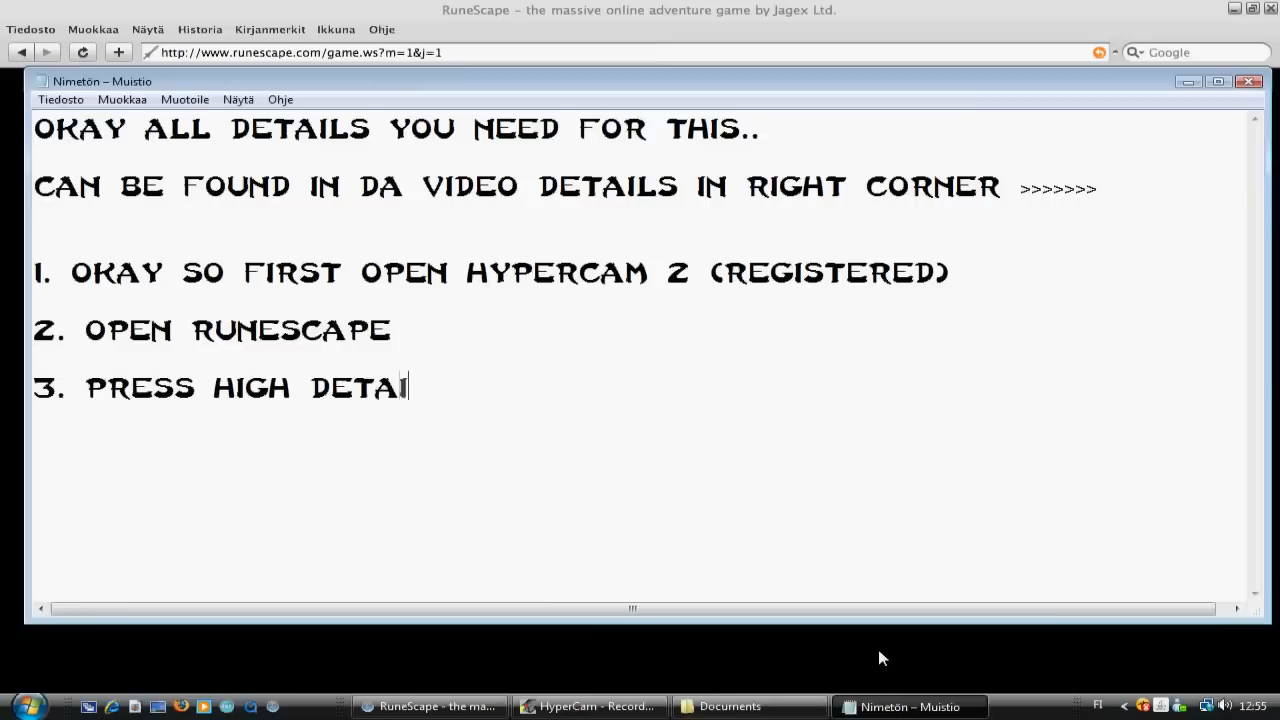 RuneScape - the massive online adventure game by Jagex Ltd.
Tiedosto Muokkaa Näytä Historia Kirjanmerkit Ikkuna Ohje
http://www.runescape.com/game.ws?m=1&j=1 Google
Nimetön – Muistio
Tiedosto Muokkaa Muotoile Näytä Ohje
OKAY ALL DETAILS YOU NEED FOR THIS..
CAN BE FOUND IN DA VIDEO DETAILS IN RIGHT CORNER >>>>>>>
1. OKAY SO FIRST OPEN HYPERCAM 2 (REGISTERED)
2. OPEN RUNESCAPE
3. PRESS HIGH DETAI
RuneScape - the ma... HyperCam - Record... Documents Nimetön – Muistio FI < 12:55